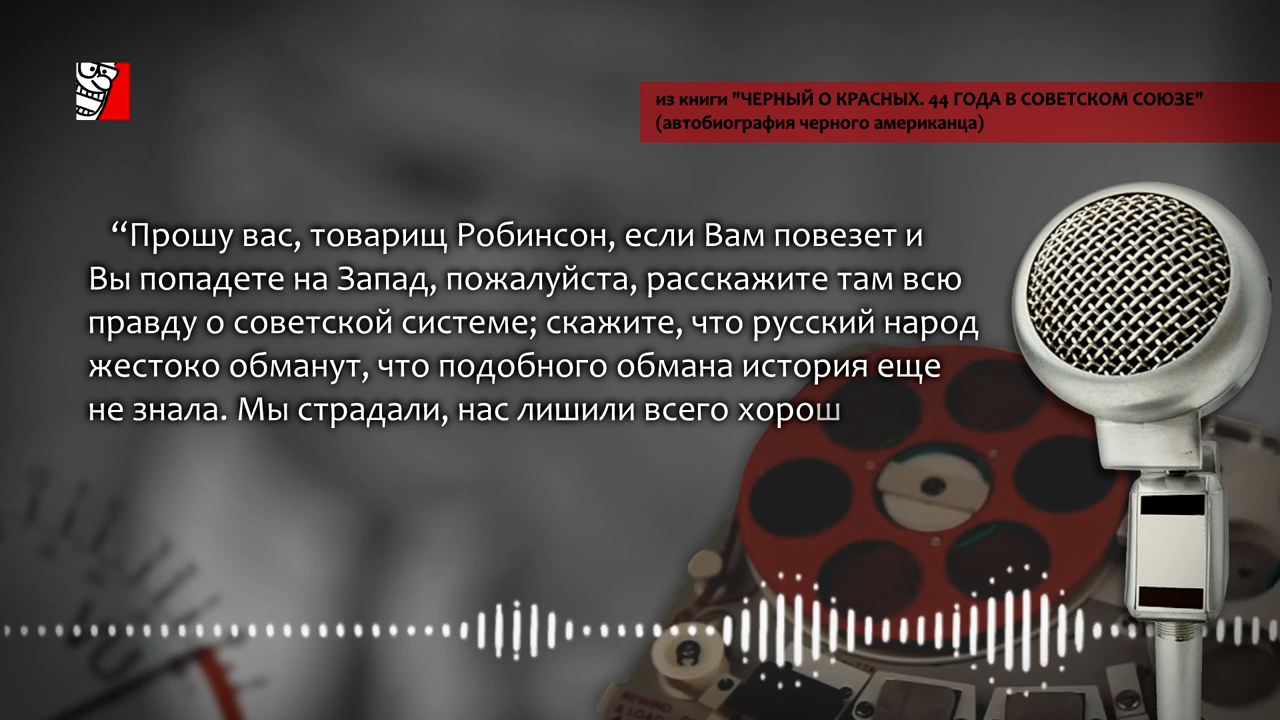 из книги "ЧЕРНЫЙ О КРАСНЫХ. 44 ГОДА В СОВЕТСКОМ СОЮЗЕ"
(автобиография черного американца)
“Прошу вас, товарищ Робинсон, если Вам повезет и
Вы попадете на Запад, пожалуйста, расскажите там всю
правду о советской системе; скажите, что русский народ
жестоко обманут, что подобного обмана история еще
не знала. Мы страдали, нас лишили всего хорош
VU
REWIND